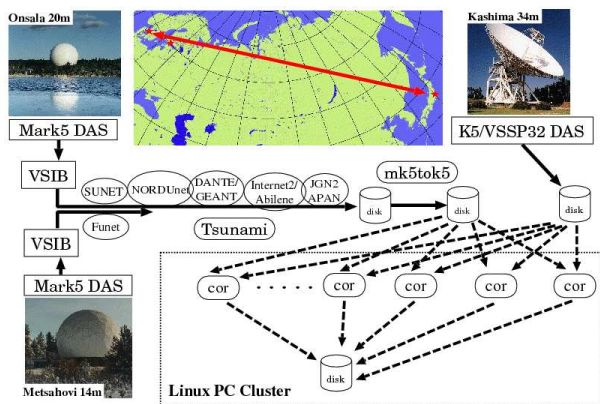 Onsala 20m
Kashima 34m
Mark5 DAS
K5/VSSP32 DAS
VSIB
mk5tok5
SUNET
NORDUnet
DANTE/
GEANT
Internet2/
Abilene
JGN2
APAN
disk
disk
disk
Funet
Tsunami
VSIB
Mark5 DAS
cor
. . . . .
cor
cor
cor
cor
disk
Metsahovi 14m
Linux PC Cluster